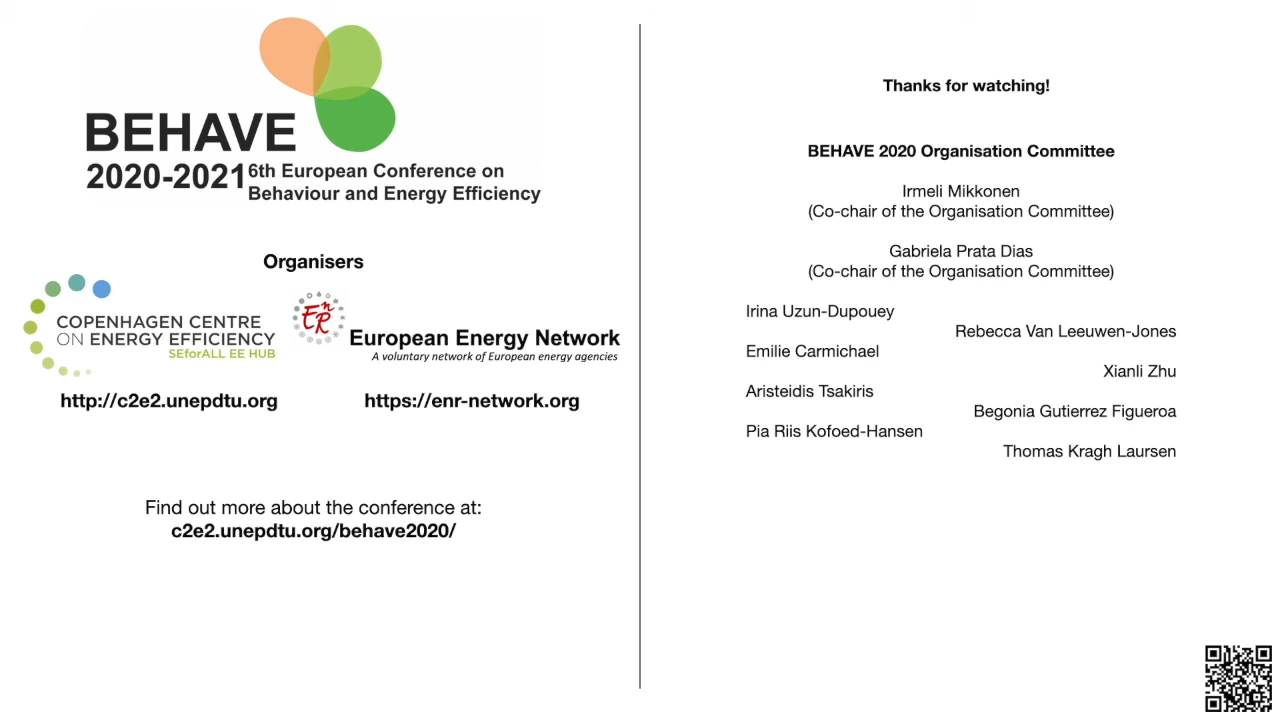 BEHAVE
2020-2021
6th European Conference on
Behaviour and Energy Efficiency
Organisers
COPENHAGEN CENTRE
ON ENERGY EFFICIENCY
SEforALL EE HUB
EnR
European Energy Network
A voluntary network of European energy agencies
http://c2e2.unepdtu.org
https://enr-network.org
Find out more about the conference at:
c2e2.unepdtu.org/behave2020/
Thanks for watching!
BEHAVE 2020 Organisation Committee
Irmeli Mikkonen
(Co-chair of the Organisation Committee)
Gabriela Prata Dias
(Co-chair of the Organisation Committee)
Irina Uzun-Dupouey
Rebecca Van Leeuwen-Jones
Emilie Carmichael
Xianli Zhu
Aristeidis Tsakiris
Begonia Gutierrez Figueroa
Pia Riis Kofoed-Hansen
Thomas Kragh Laursen